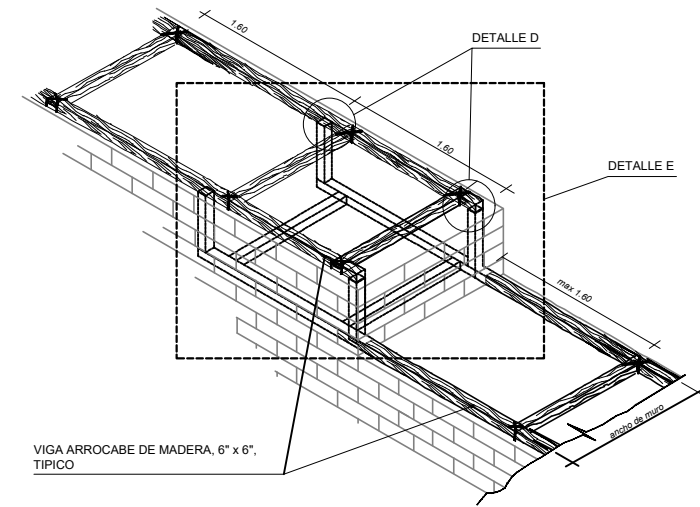 1.60
DETALLE D
1.60
DETALLE E
max 1.60
ancho de muro
VIGA ARROCABE DE MADERA, 6" x 6",
TIPICO